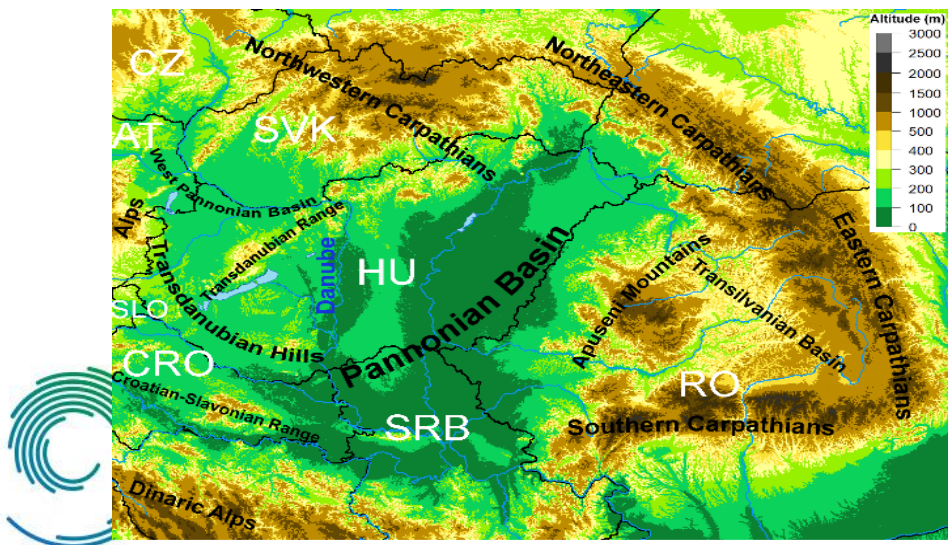 Altitude (m)
3000
2500
2000
1500
1000
500
400
300
200
100
0
CZ
Northwestern Carpathians
Northeastern Carpathians
AT
SVK
West Pannonian Basin
Alps
Transdanubian Range
Danube
HU
Transdanubian Hills
Pannonian Basin
Apuseni Mountains
Transilvanian Basin
Eastern Carpathians
SLO
CRO
Croatian-Slavonian Range
SRB
RO
Southern Carpathians
Dinaric Alps